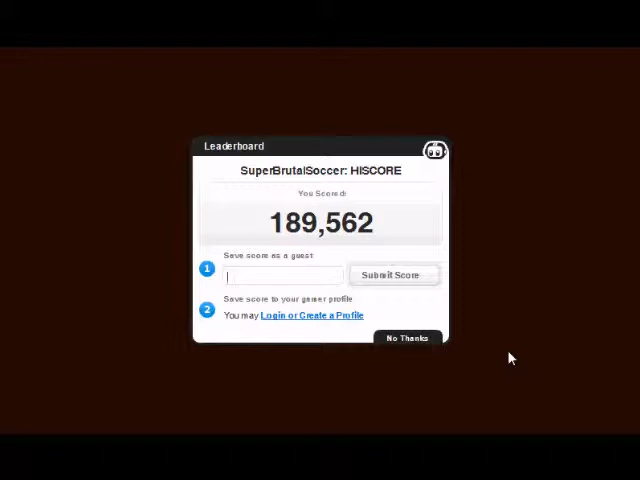 Leaderboard
SuperBrutalSoccer: HISCORE
You Scored:
189,562
Save score as a guest
1
Submit Score
Save score to your gamer profile
2
You may Login or Create a Profile
No Thanks